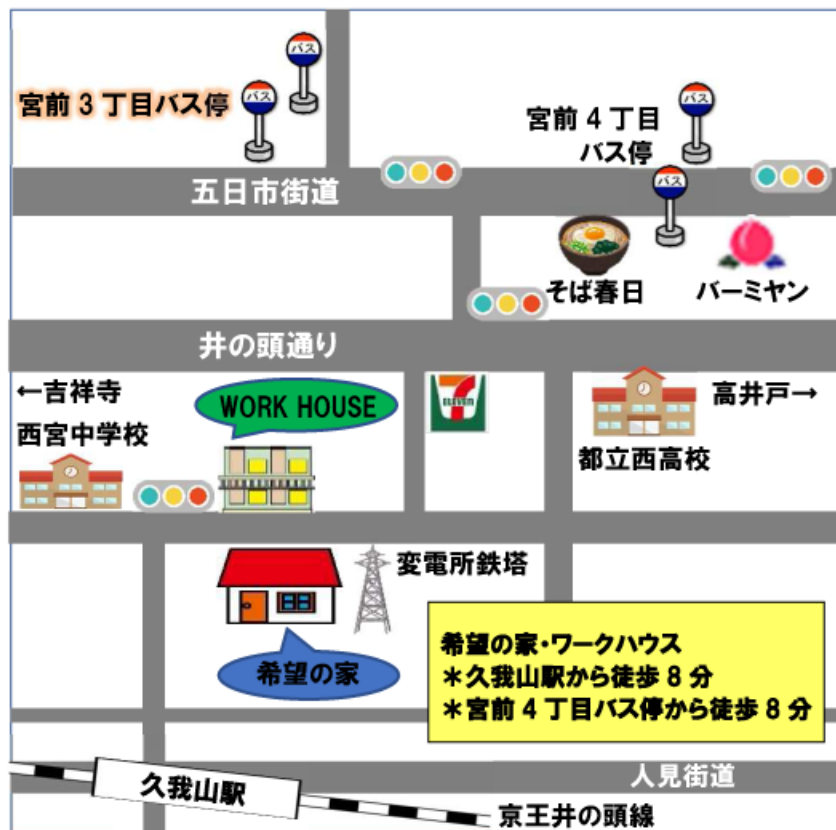 バス
バス
宮前 3 丁目バス停
宮前 4 丁目
バス停
バス
バス
五日市街道
そば春日
バーミヤン
井の頭通り
←吉祥寺
WORK HOUSE
ELEVEN
高井戸→
西宮中学校
都立西高校
変電所鉄塔
希望の家
希望の家・ワークハウス
＊久我山駅から徒歩 8 分
＊宮前 4 丁目バス停から徒歩 8 分
人見街道
久我山駅
京王井の頭線